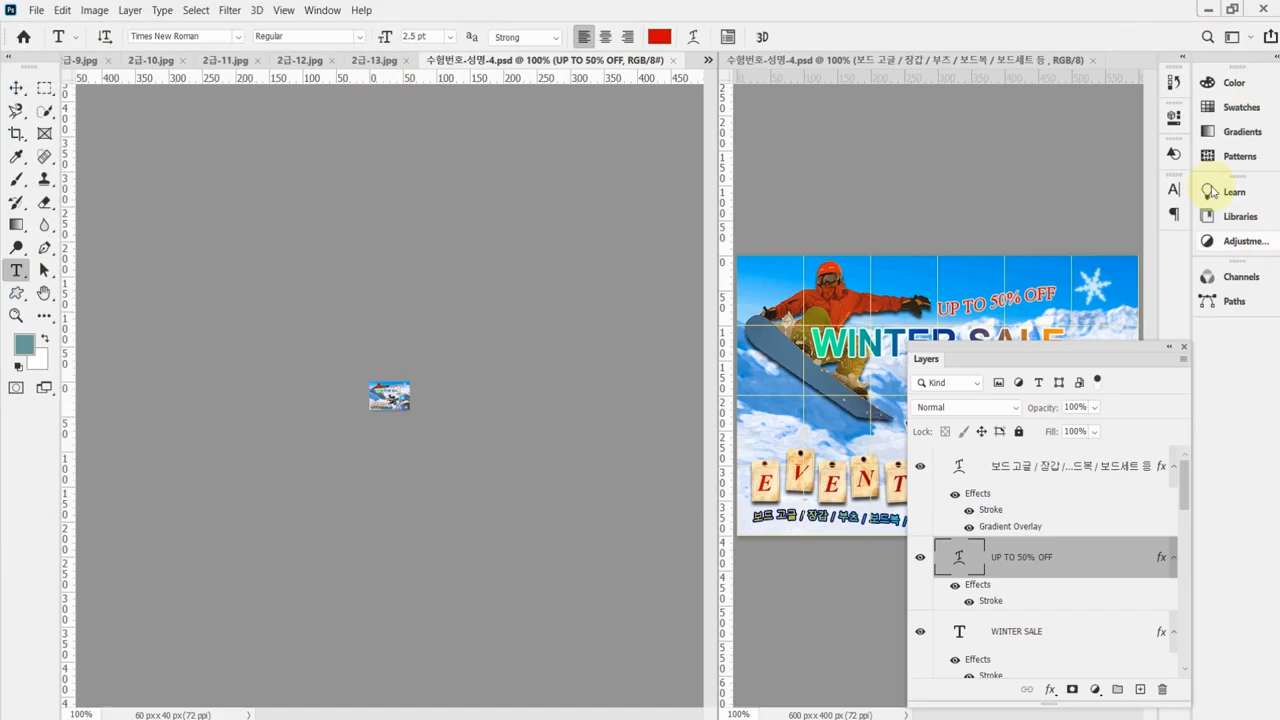 Ps File Edit Image Layer Type Select Filter 3D View Window Help
T Times New Roman Regular 2.5 pt aa Strong 3D
급-9.jpg × 2급-10.jpg × 2급-11.jpg × 2급-12.jpg × 2급-13.jpg × 수험번호-성명-4.psd @ 100% (UP TO 50% OFF, RGB/8#) ×
수험번호-성명-4.psd @ 100% (보드 고글 / 장갑 / 부츠 / 보드복 / 보드세트 등 , RGB/8) ×
Color
Swatches
Gradients
Patterns
Learn
Libraries
Adjustme...
Channels
Paths
UP TO 50% OFF
WINTER SALE
EVENT
보드 고글 / 장갑 / 부츠 / 보드복
Layers
Kind
Normal Opacity: 100%
Lock: Fill: 100%
보드 고글 / 장갑 /...드복 / 보드세트 등 fx
Effects
Stroke
Gradient Overlay
UP TO 50% OFF fx
Effects
Stroke
WINTER SALE fx
Effects
Stroke
100% 60 px x 40 px (72 ppi)
100% 600 px x 400 px (72 ppi)